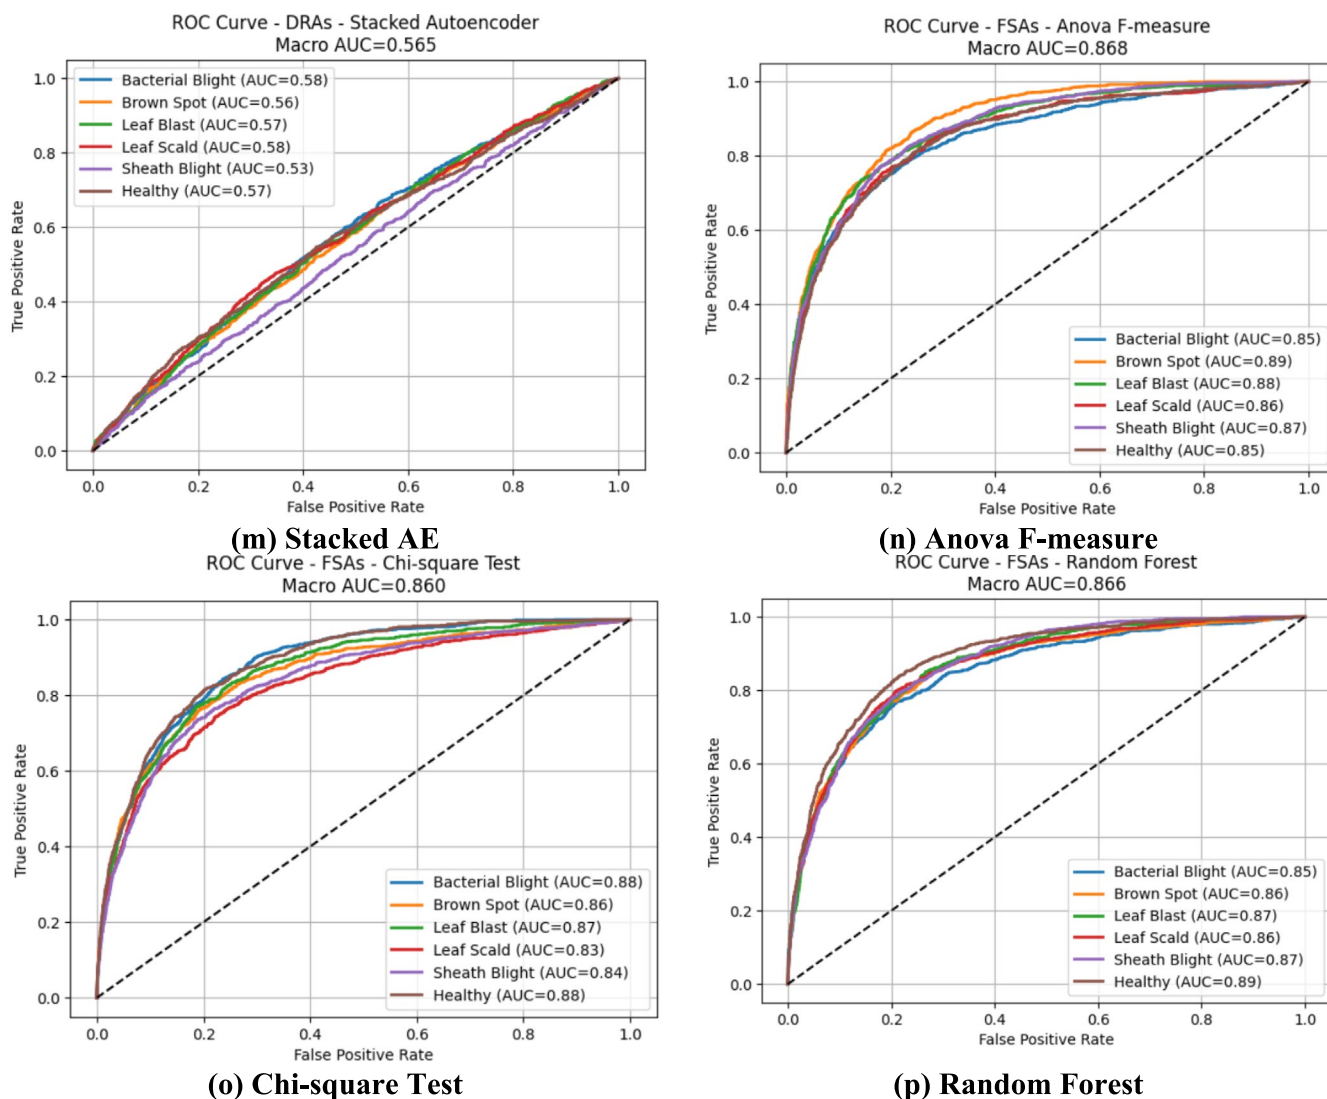 ROC Curve - DRAs - Stacked Autoencoder
Macro AUC=0.565
1.0
0.8
0.6
0.4
0.2
0.0
True Positive Rate
Bacterial Blight (AUC=0.58)
Brown Spot (AUC=0.56)
Leaf Blast (AUC=0.57)
Leaf Scald (AUC=0.58)
Sheath Blight (AUC=0.53)
Healthy (AUC=0.57)
0.0 0.2 0.4 0.6 0.8 1.0
False Positive Rate
(m) Stacked AE
ROC Curve - FSAs - Anova F-measure
Macro AUC=0.868
1.0
0.8
0.6
0.4
0.2
0.0
True Positive Rate
Bacterial Blight (AUC=0.85)
Brown Spot (AUC=0.89)
Leaf Blast (AUC=0.88)
Leaf Scald (AUC=0.86)
Sheath Blight (AUC=0.87)
Healthy (AUC=0.85)
0.0 0.2 0.4 0.6 0.8 1.0
False Positive Rate
(n) Anova F-measure
ROC Curve - FSAs - Chi-square Test
Macro AUC=0.860
1.0
0.8
0.6
0.4
0.2
0.0
True Positive Rate
Bacterial Blight (AUC=0.88)
Brown Spot (AUC=0.86)
Leaf Blast (AUC=0.87)
Leaf Scald (AUC=0.83)
Sheath Blight (AUC=0.84)
Healthy (AUC=0.88)
0.0 0.2 0.4 0.6 0.8 1.0
False Positive Rate
(o) Chi-square Test
ROC Curve - FSAs - Random Forest
Macro AUC=0.866
1.0
0.8
0.6
0.4
0.2
0.0
True Positive Rate
Bacterial Blight (AUC=0.85)
Brown Spot (AUC=0.86)
Leaf Blast (AUC=0.87)
Leaf Scald (AUC=0.86)
Sheath Blight (AUC=0.87)
Healthy (AUC=0.89)
0.0 0.2 0.4 0.6 0.8 1.0
False Positive Rate
(p) Random Forest